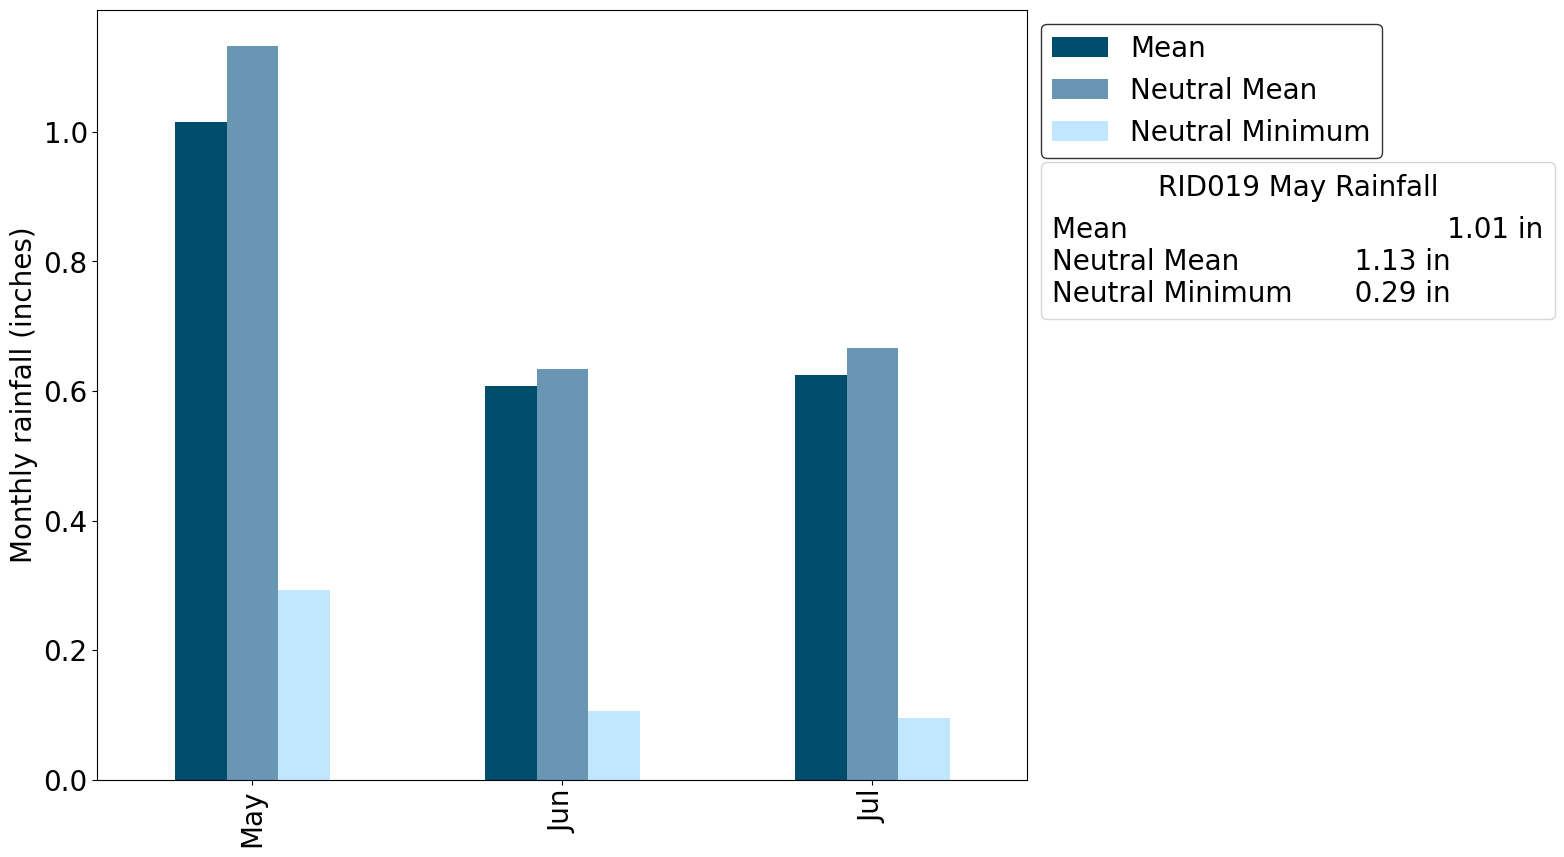 Monthly rainfall (inches)
1.0
0.8
0.6
0.4
0.2
0.0
May
Jun
Jul
Mean
Neutral Mean
Neutral Minimum
RID019 May Rainfall
Mean 1.01 in
Neutral Mean 1.13 in
Neutral Minimum 0.29 in